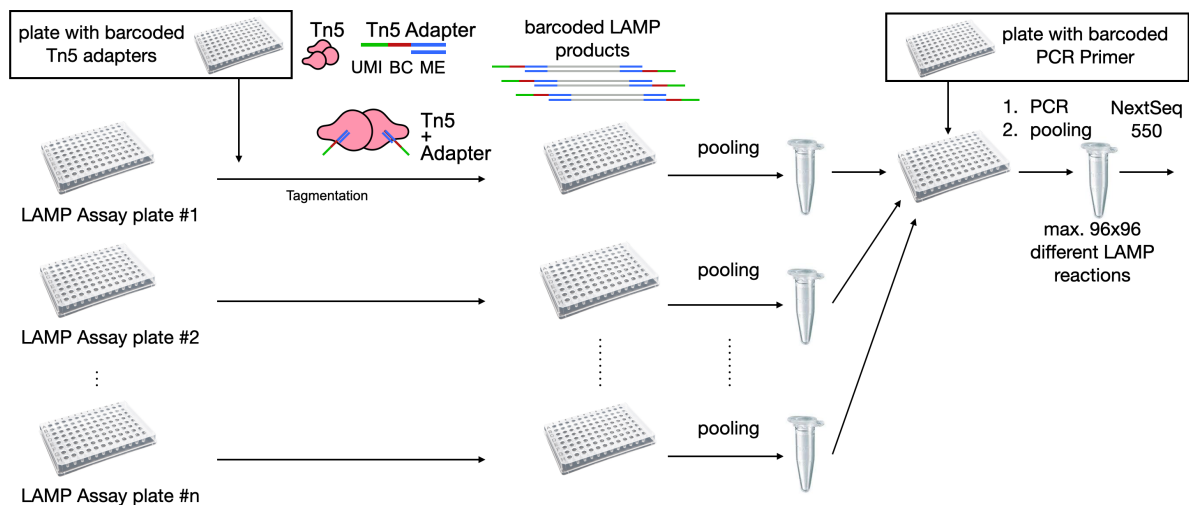 plate with barcoded
Tn5 adapters
Tn5
Tn5 Adapter
UMI BC ME
barcoded LAMP
products
plate with barcoded
PCR Primer
Tn5
+
Adapter
1. PCR
2. pooling
NextSeq
550
Tagmentation
pooling
LAMP Assay plate #1
max. 96x96
different LAMP
reactions
pooling
LAMP Assay plate #2
pooling
LAMP Assay plate #n